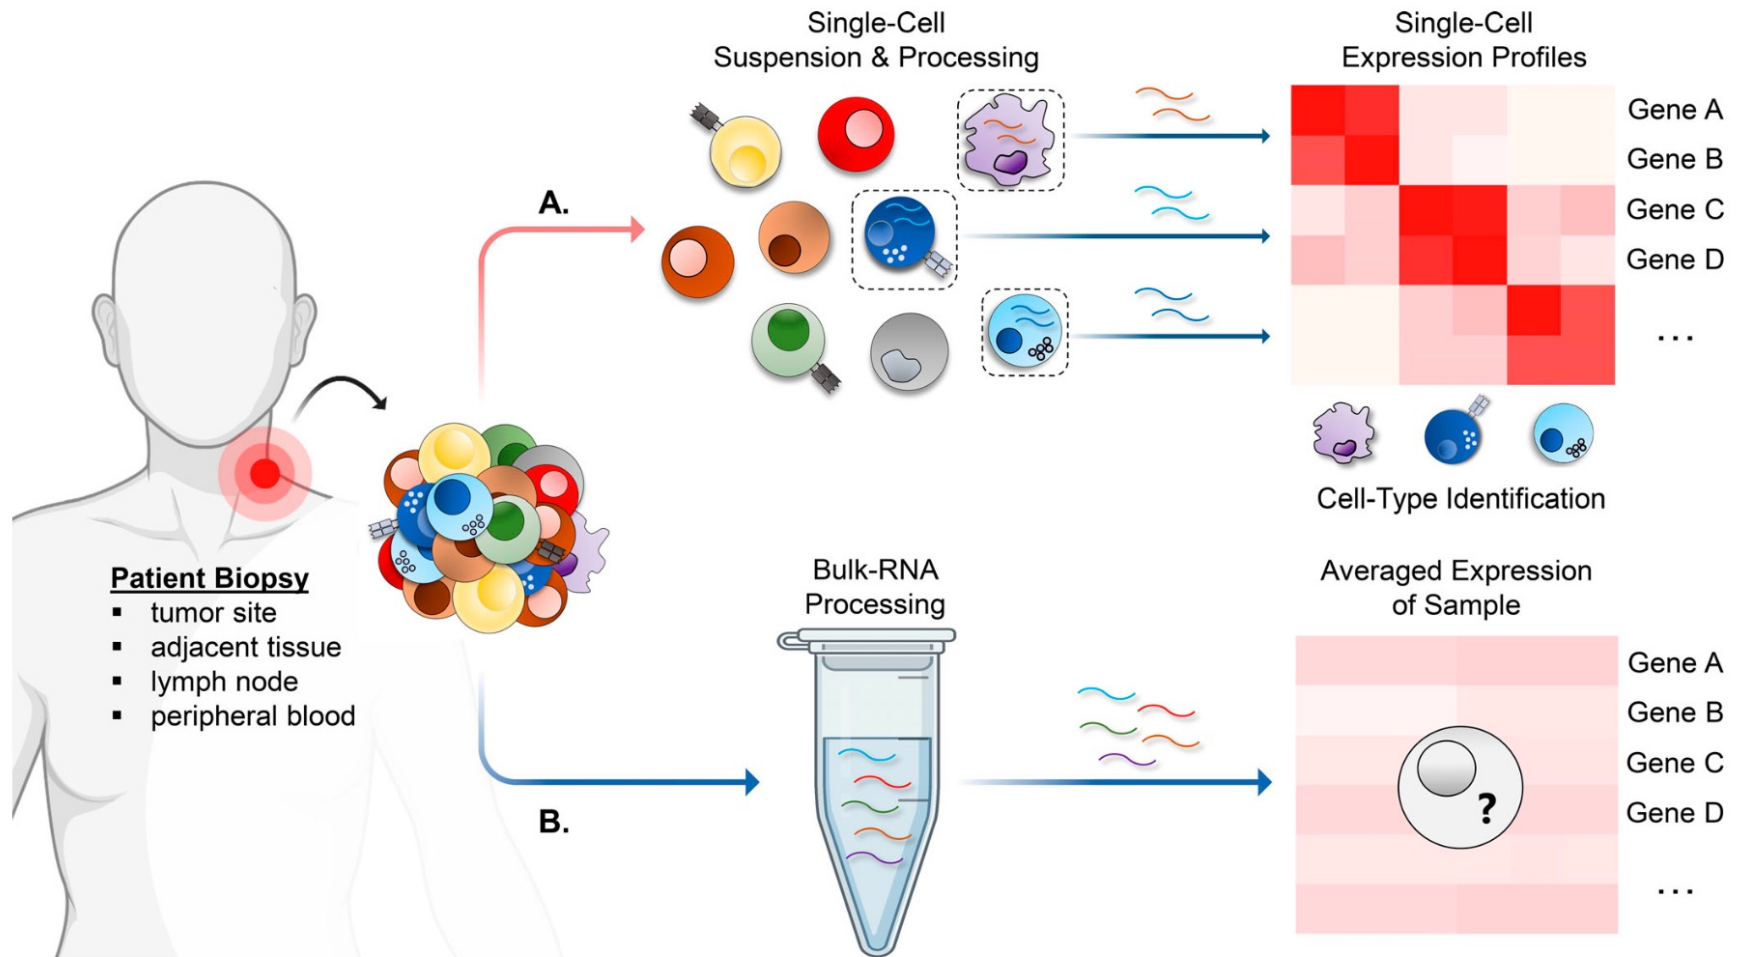 Single-Cell
Suspension & Processing
Single-Cell
Expression Profiles
Gene A
Gene B
Gene C
Gene D
...
A.
Cell-Type Identification
Patient Biopsy
▪ tumor site
▪ adjacent tissue
▪ lymph node
▪ peripheral blood
B.
Bulk-RNA
Processing
Averaged Expression
of Sample
Gene A
Gene B
Gene C
Gene D
...
?